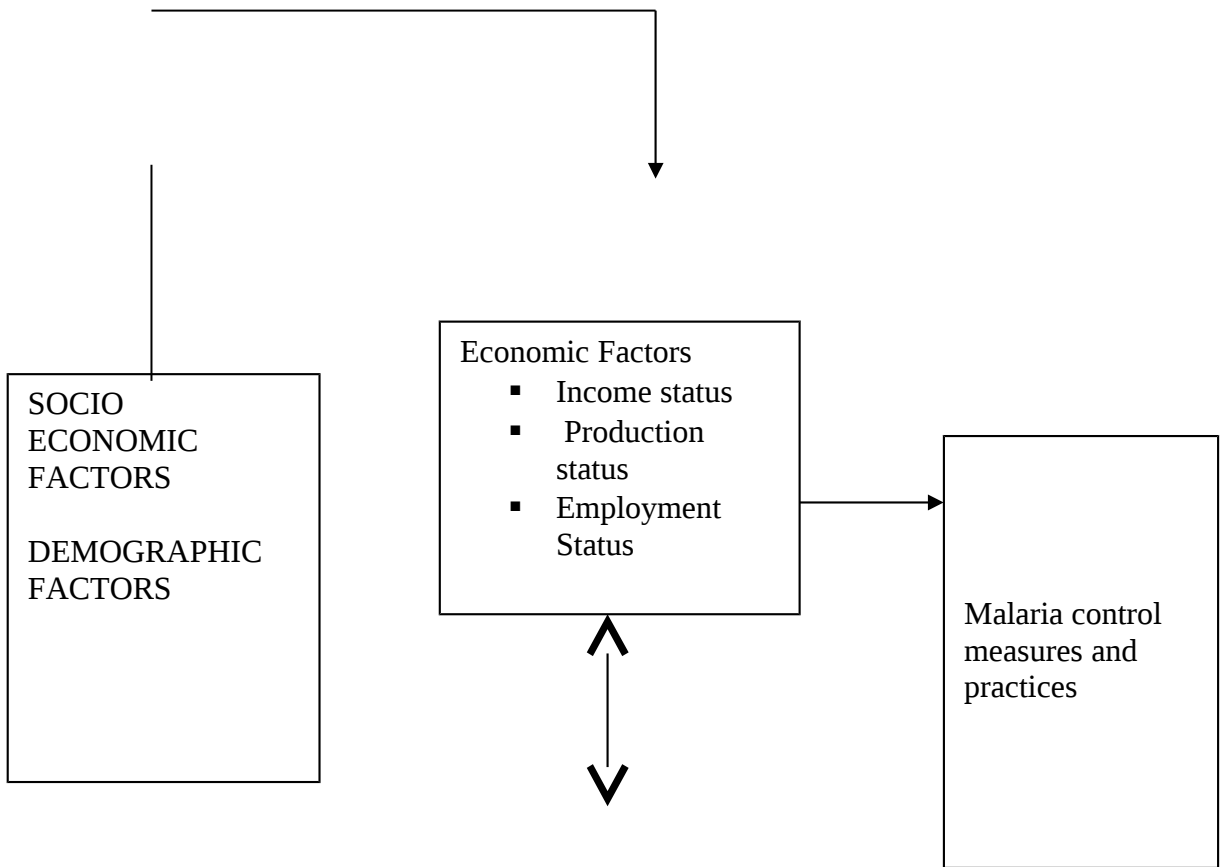 SOCIO
ECONOMIC
FACTORS
DEMOGRAPHIC
FACTORS
Economic Factors
▪ Income status
▪ Production
status
▪ Employment
Status
Malaria control
measures and
practices